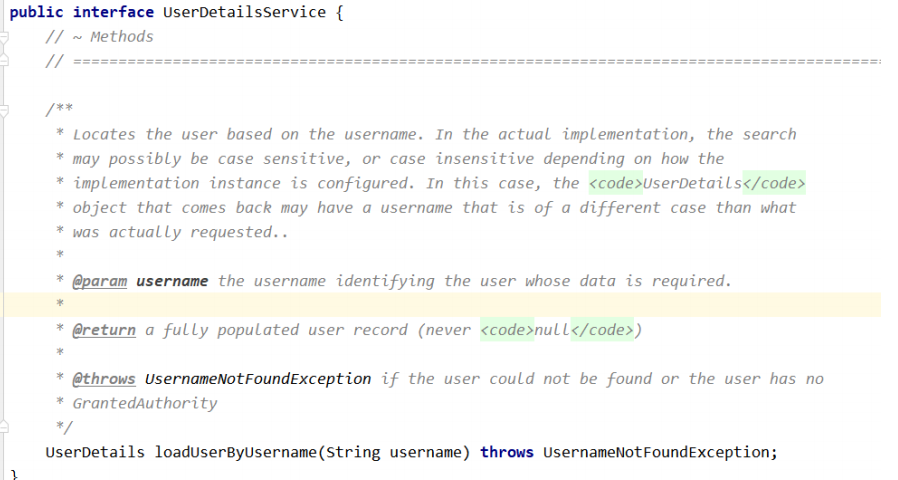 public interface UserDetailsService {
// ~ Methods
// ==========================================================================================
/**
* Locates the user based on the username. In the actual implementation, the search
* may possibly be case sensitive, or case insensitive depending on how the
* implementation instance is configured. In this case, the <code>UserDetails</code>
* object that comes back may have a username that is of a different case than what
* was actually requested..
*
* @param username the username identifying the user whose data is required.
*
* @return a fully populated user record (never <code>null</code>)
*
* @throws UsernameNotFoundException if the user could not be found or the user has no
* GrantedAuthority
*/
UserDetails loadUserByUsername(String username) throws UsernameNotFoundException;
}